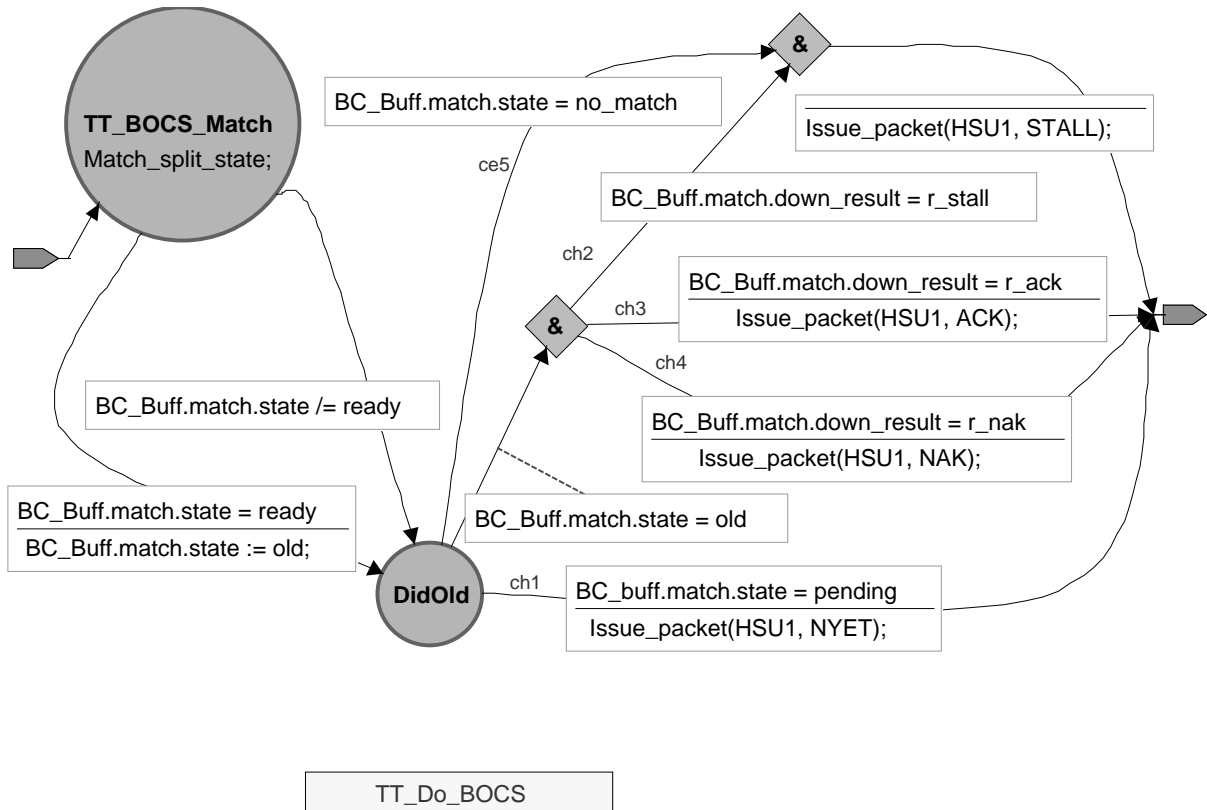 &
BC_Buff.match.state = no_match
TT_BOCS_Match
Match_split_state;
Issue_packet(HSU1, STALL);
ce5
BC_Buff.match.down_result = r_stall
ch2
BC_Buff.match.down_result = r_ack
Issue_packet(HSU1, ACK);
ch3
&
ch4
BC_Buff.match.state /= ready
BC_Buff.match.down_result = r_nak
Issue_packet(HSU1, NAK);
BC_Buff.match.state = ready
BC_Buff.match.state := old;
BC_Buff.match.state = old
DidOld
ch1
BC_buff.match.state = pending
Issue_packet(HSU1, NYET);
TT_Do_BOCS